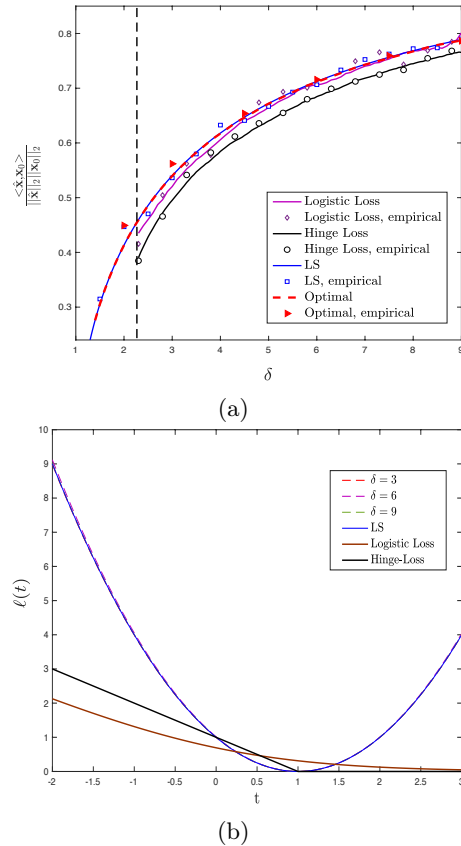 0.8
0.7
0.6
0.5
0.4
0.3
<x̂,x₀>
||x̂||₂||x₀||₂
Logistic Loss
Logistic Loss, empirical
Hinge Loss
Hinge Loss, empirical
LS
LS, empirical
Optimal
Optimal, empirical
1 2 3 4 5 6 7 8 9
δ
(a)
10
9
8
7
6
5
4
3
2
1
0
ℓ(t)
δ = 3
δ = 6
δ = 9
LS
Logistic Loss
Hinge-Loss
-2 -1.5 -1 -0.5 0 0.5 1 1.5 2 2.5 3
t
(b)